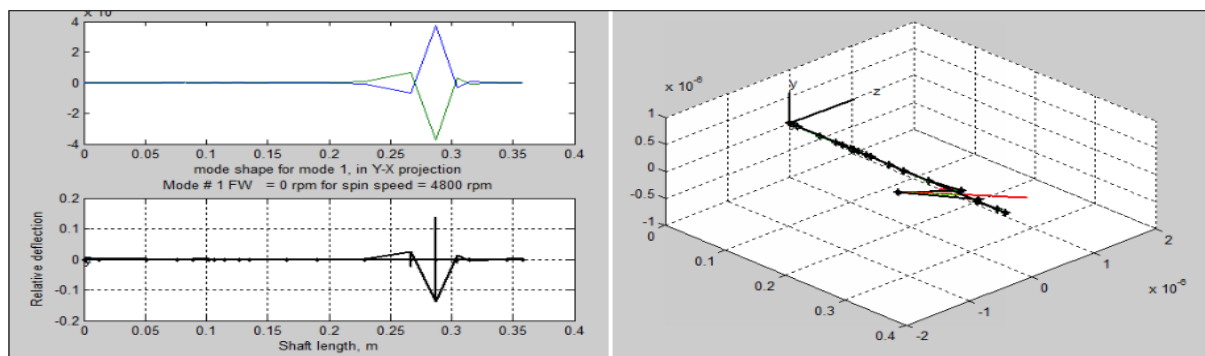 4
2
0
-2
-4
0 0.05 0.1 0.15 0.2 0.25 0.3 0.35 0.4
mode shape for mode 1, in Y-X projection
Mode # 1 FW = 0 rpm for spin speed = 4800 rpm
0.2
0.1
0
-0.1
-0.2
Relative deflection
0 0.05 0.1 0.15 0.2 0.25 0.3 0.35 0.4
Shaft length, m
x 10⁻⁶
1
0.5
0
-0.5
-1
y
-z
0
0.1
0.2
0.3
0.4
-2
-1
0
1
2
x 10⁻⁶